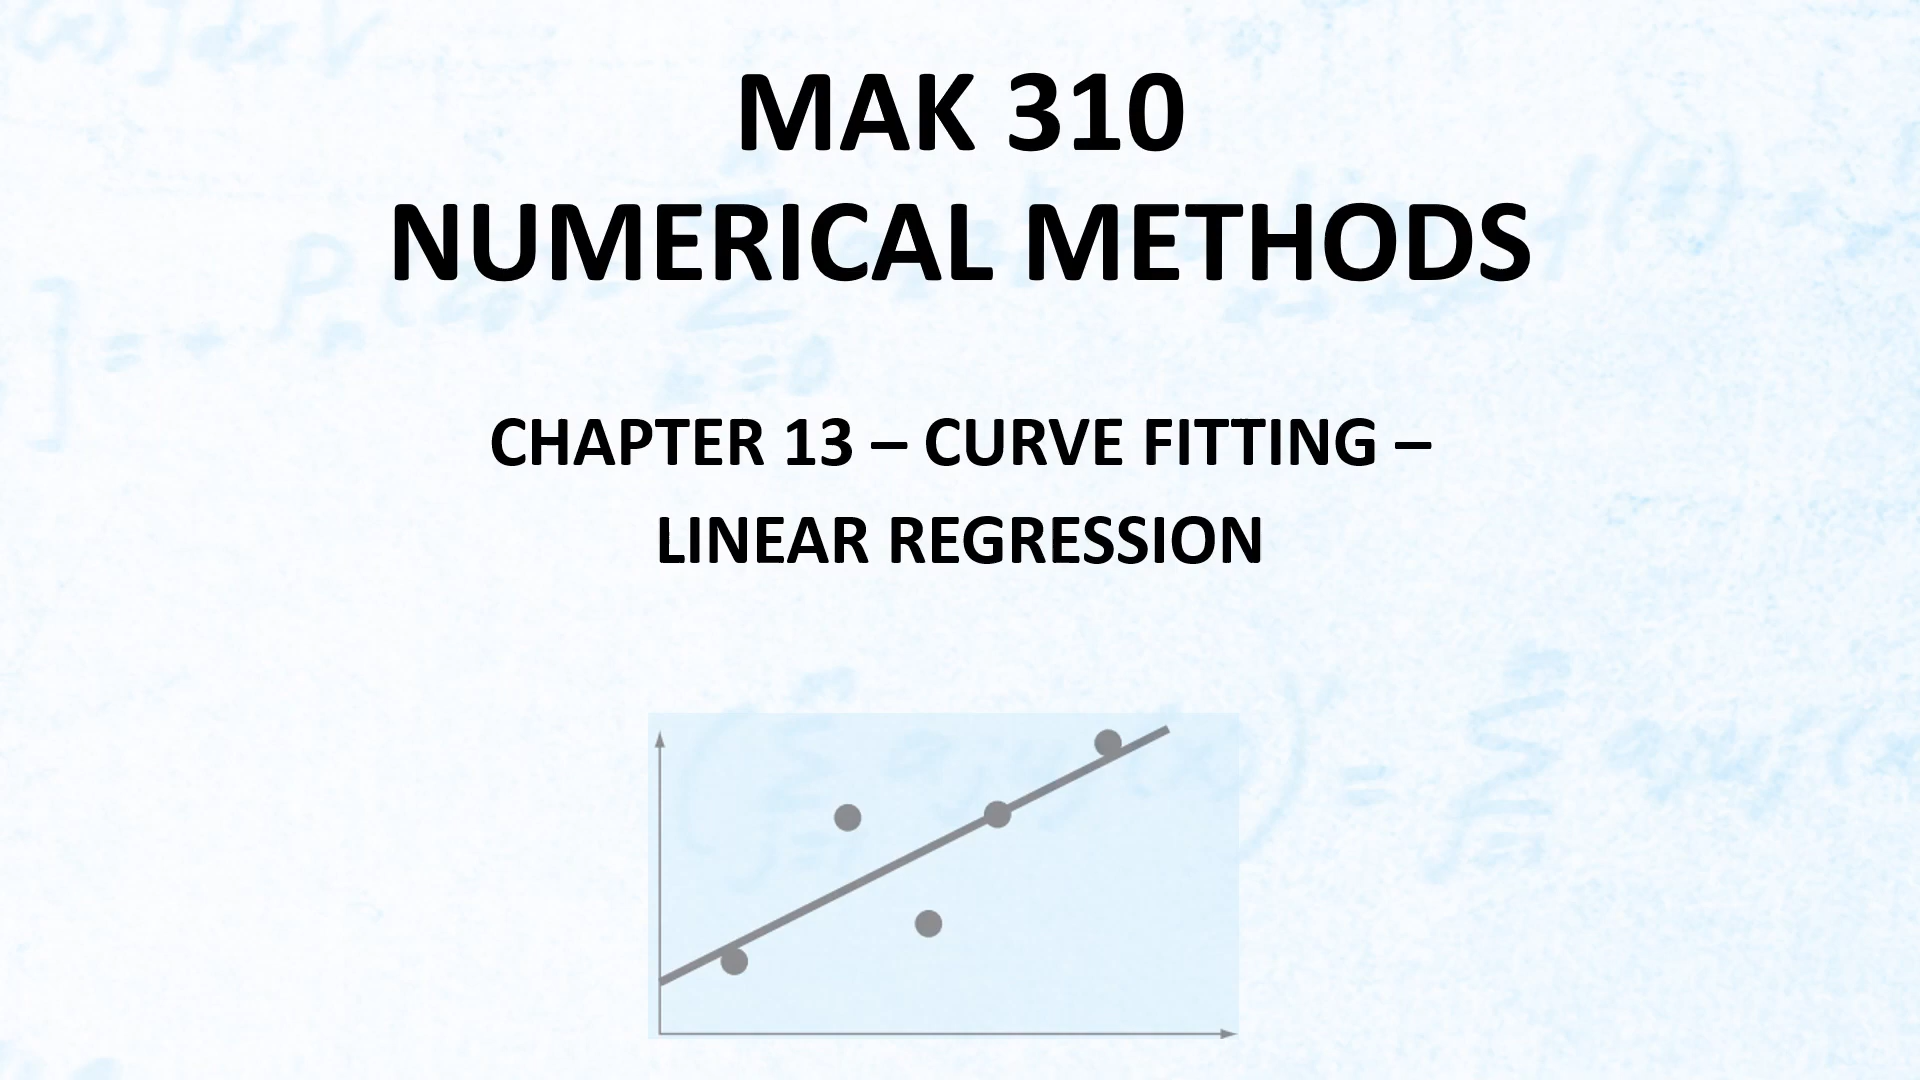 MAK 310
NUMERICAL METHODS
CHAPTER 13 – CURVE FITTING –
LINEAR REGRESSION